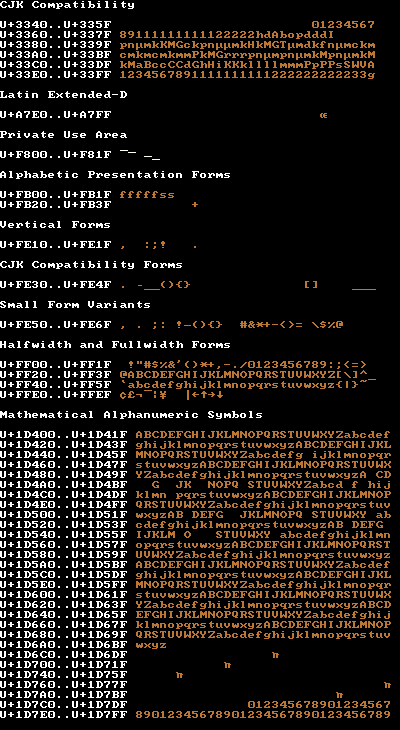 CJK Compatibility
U+3340..U+335F 01234567
U+3360..U+337F 89111111111122222hdAbopdddI
U+3380..U+339F pnμmkKMGckpnμμmkHkMGTμmdkfnμmckm
U+33A0..U+33BF cmkmcmkmmPkMGrrrpnμmpnμmkMpnμmkM
U+33C0..U+33DF kMaBccCCdGhHiKKklllmmmPpPPsSWVA
U+33E0..U+33FF 1234567891111111111222222222233g
Latin Extended-D
U+A7E0..U+A7FF œ
Private Use Area
U+F800..U+F81F
Alphabetic Presentation Forms
U+FB00..U+FB1F fffffss
U+FB20..U+FB3F +
Vertical Forms
U+FE10..U+FE1F , :;! .
CJK Compatibility Forms
U+FE30..U+FE4F . -__(){} [] ___
Small Form Variants
U+FE50..U+FE6F , . ;: !-(){} #&*+-<>= \$%@
Halfwidth and Fullwidth Forms
U+FF00..U+FF1F !"#$%&'()*+,-./0123456789:;<=>
U+FF20..U+FF3F @ABCDEFGHIJKLMNOPQRSTUVWXYZ[\]^_
U+FF40..U+FF5F `abcdefghijklmnopqrstuvwxyz{|}~
U+FFE0..U+FFEF ¢£¬¯¦¥ |←↑→↓
Mathematical Alphanumeric Symbols
U+1D400..U+1D41F ABCDEFGHIJKLMNOPQRSTUVWXYZabcdef
U+1D420..U+1D43F ghijklmnopqrstuvwxyzABCDEFGHIJKL
U+1D440..U+1D45F MNOPQRSTUVWXYZabcdefg ijklmnopqr
U+1D460..U+1D47F stuvwxyzABCDEFGHIJKLMNOPQRSTUVWX
U+1D480..U+1D49F YZabcdefghijklmnopqrstuvwxyzA CD
U+1D4A0..U+1D4BF G JK NOPQ STUVWXYZabcd f hij
U+1D4C0..U+1D4DF klmn pqrstuvwxyzABCDEFGHIJKLMNOP
U+1D4E0..U+1D4FF QRSTUVWXYZabcdefghijklmnopqrstuv
U+1D500..U+1D51F wxyzAB DEFG JKLMNOPQ STUVWXY ab
U+1D520..U+1D53F cdefghijklmnopqrstuvwxyzAB DEFG
U+1D540..U+1D55F IJKLM O STUVWXY abcdefghijklmn
U+1D560..U+1D57F opqrstuvwxyzABCDEFGHIJKLMNOPQRST
U+1D580..U+1D59F UVWXYZabcdefghijklmnopqrstuvwxyz
U+1D5A0..U+1D5BF ABCDEFGHIJKLMNOPQRSTUVWXYZabcdef
U+1D5C0..U+1D5DF ghijklmnopqrstuvwxyzABCDEFGHIJKL
U+1D5E0..U+1D5FF MNOPQRSTUVWXYZabcdefghijklmnopqr
U+1D600..U+1D61F stuvwxyzABCDEFGHIJKLMNOPQRSTUVWX
U+1D620..U+1D63F YZabcdefghijklmnopqrstuvwxyzABCD
U+1D640..U+1D65F EFGHIJKLMNOPQRSTUVWXYZabcdefghij
U+1D660..U+1D67F klmnopqrstuvwxyzABCDEFGHIJKLMNOP
U+1D680..U+1D69F QRSTUVWXYZabcdefghijklmnopqrstuv
U+1D6A0..U+1D6BF wxyz
U+1D6C0..U+1D6DF π
U+1D700..U+1D71F π
U+1D740..U+1D75F π
U+1D760..U+1D77F π
U+1D7A0..U+1D7BF π
U+1D7C0..U+1D7DF 012345678901234567
U+1D7E0..U+1D7FF 89012345678901234567890123456789